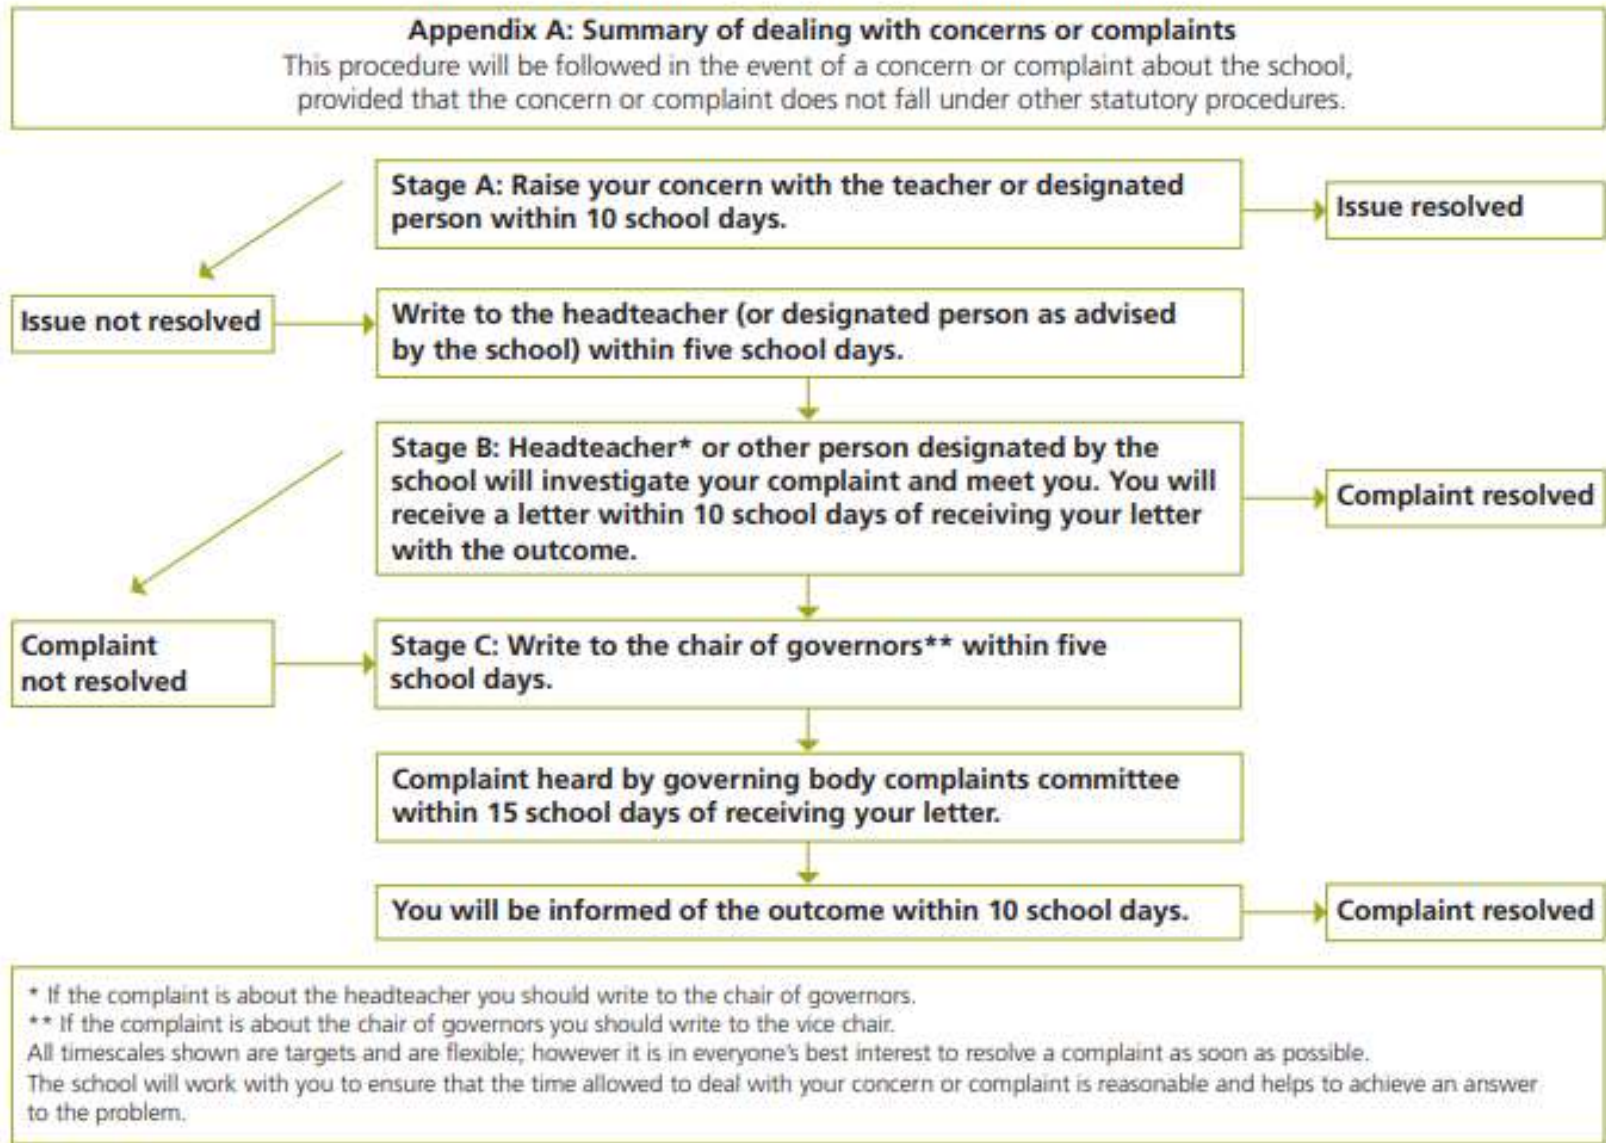 Appendix A: Summary of dealing with concerns or complaints
This procedure will be followed in the event of a concern or complaint about the school,
provided that the concern or complaint does not fall under other statutory procedures.
Stage A: Raise your concern with the teacher or designated
person within 10 school days.
Issue resolved
Issue not resolved
Write to the headteacher (or designated person as advised
by the school) within five school days.
Stage B: Headteacher* or other person designated by the
school will investigate your complaint and meet you. You will
receive a letter within 10 school days of receiving your letter
with the outcome.
Complaint resolved
Complaint
not resolved
Stage C: Write to the chair of governors** within five
school days.
Complaint heard by governing body complaints committee
within 15 school days of receiving your letter.
You will be informed of the outcome within 10 school days.
Complaint resolved
* If the complaint is about the headteacher you should write to the chair of governors.
** If the complaint is about the chair of governors you should write to the vice chair.
All timescales shown are targets and are flexible; however it is in everyone's best interest to resolve a complaint as soon as possible.
The school will work with you to ensure that the time allowed to deal with your concern or complaint is reasonable and helps to achieve an answer
to the problem.